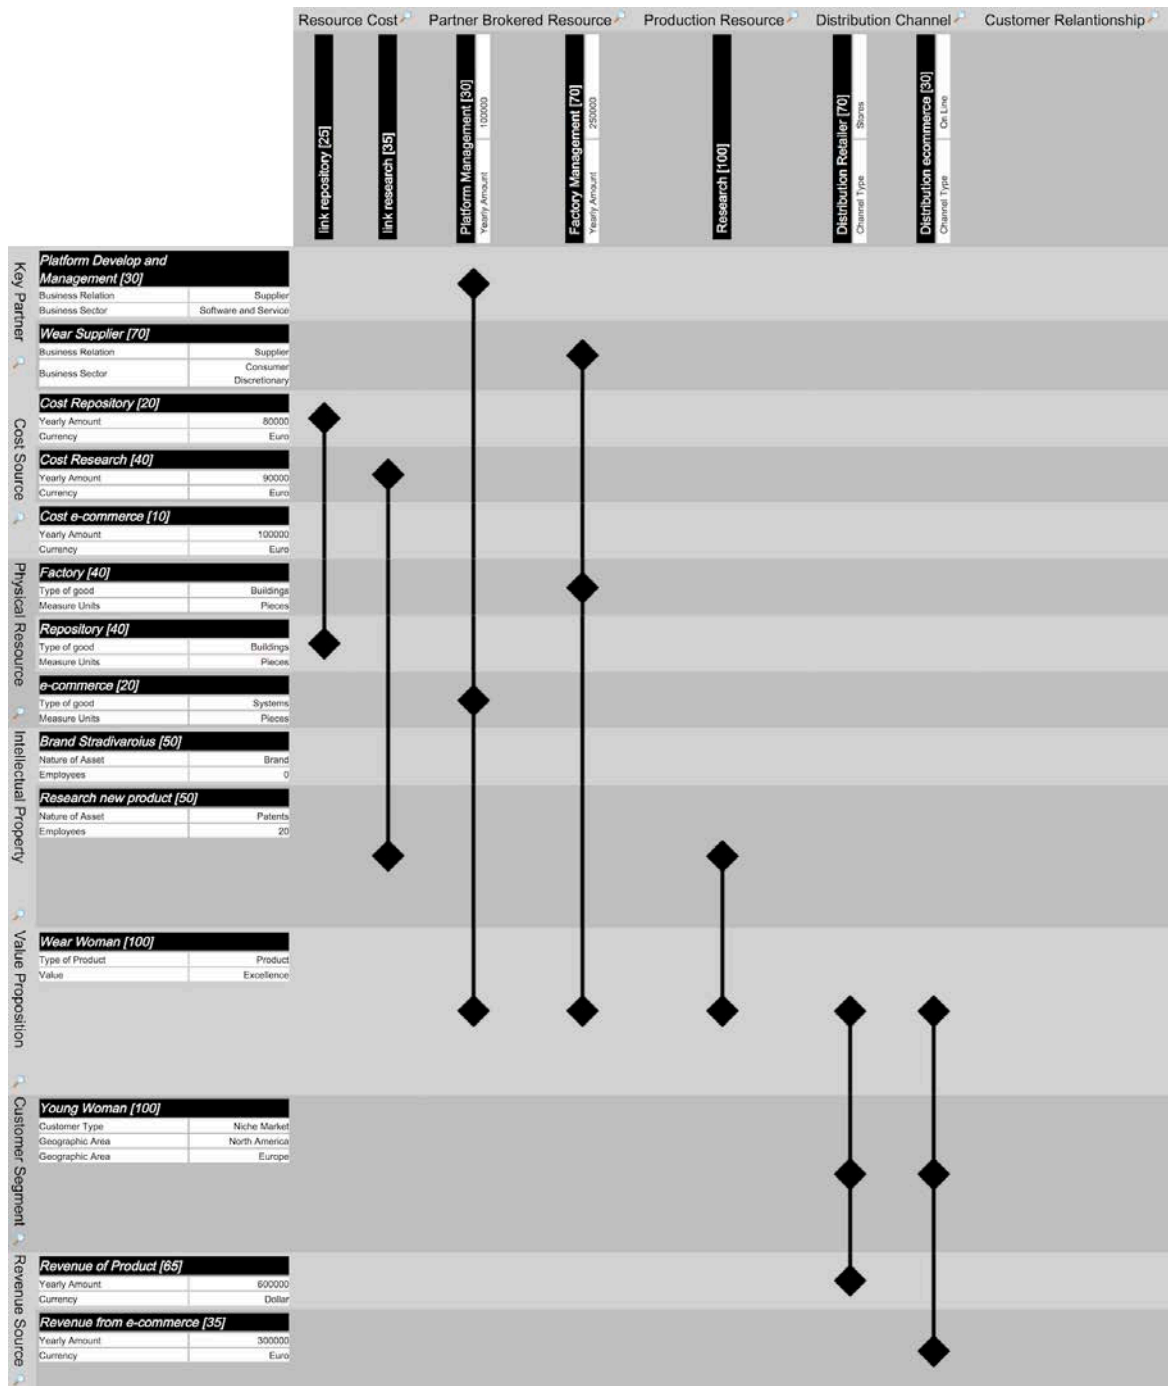 Resource Cost
Partner Brokered Resource
Production Resource
Distribution Channel
Customer Relantionship
link repository [25]
link research [35]
Platform Management [30]
Yearly Amount 100000
Factory Management [70]
Yearly Amount 250000
Research [100]
Distribution Retailer [70]
Channel Type Stores
Distribution ecommerce [30]
Channel Type On Line
Key Partner
Platform Develop and
Management [30]
Business Relation Supplier
Business Sector Software and Service
Wear Supplier [70]
Business Relation Supplier
Business Sector Consumer
Discretionary
Cost Source
Cost Repository [20]
Yearly Amount 80000
Currency Euro
Cost Research [40]
Yearly Amount 90000
Currency Euro
Cost e-commerce [10]
Yearly Amount 100000
Currency Euro
Physical Resource
Factory [40]
Type of good Buildings
Measure Units Pieces
Repository [40]
Type of good Buildings
Measure Units Pieces
e-commerce [20]
Type of good Systems
Measure Units Pieces
Intellectual Property
Brand Stradivaroius [50]
Nature of Asset Brand
Employees 0
Research new product [50]
Nature of Asset Patents
Employees 20
Value Proposition
Wear Woman [100]
Type of Product Product
Value Excellence
Customer Segment
Young Woman [100]
Customer Type Niche Market
Geographic Area North America
Geographic Area Europe
Revenue Source
Revenue of Product [65]
Yearly Amount 600000
Currency Dollar
Revenue from e-commerce [35]
Yearly Amount 300000
Currency Euro